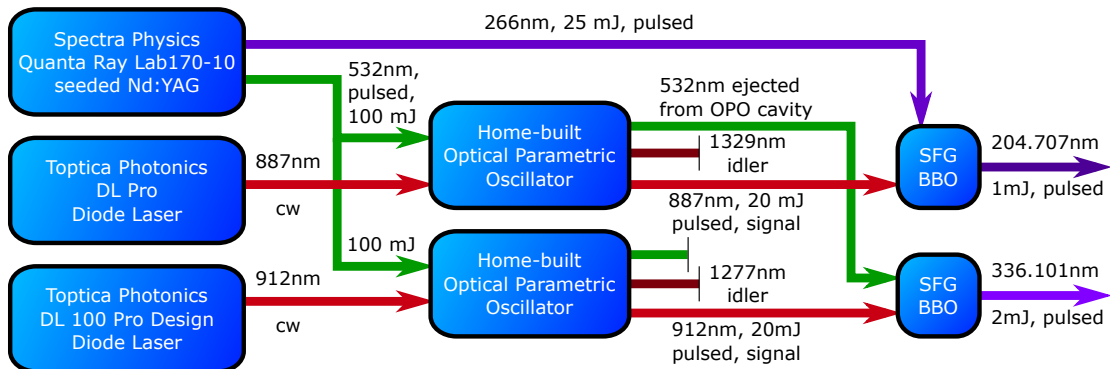 266nm, 25 mJ, pulsed
Spectra Physics
Quanta Ray Lab170-10
seeded Nd:YAG
532nm,
pulsed,
100 mJ
532nm ejected
from OPO cavity
Home-built
Optical Parametric
Oscillator
1329nm
idler
SFG
BBO
204.707nm
1mJ, pulsed
Toptica Photonics
DL Pro
Diode Laser
887nm
cw
887nm, 20 mJ
pulsed, signal
100 mJ
Home-built
Optical Parametric
Oscillator
1277nm
idler
SFG
BBO
336.101nm
2mJ, pulsed
Toptica Photonics
DL 100 Pro Design
Diode Laser
912nm
cw
912nm, 20mJ
pulsed, signal